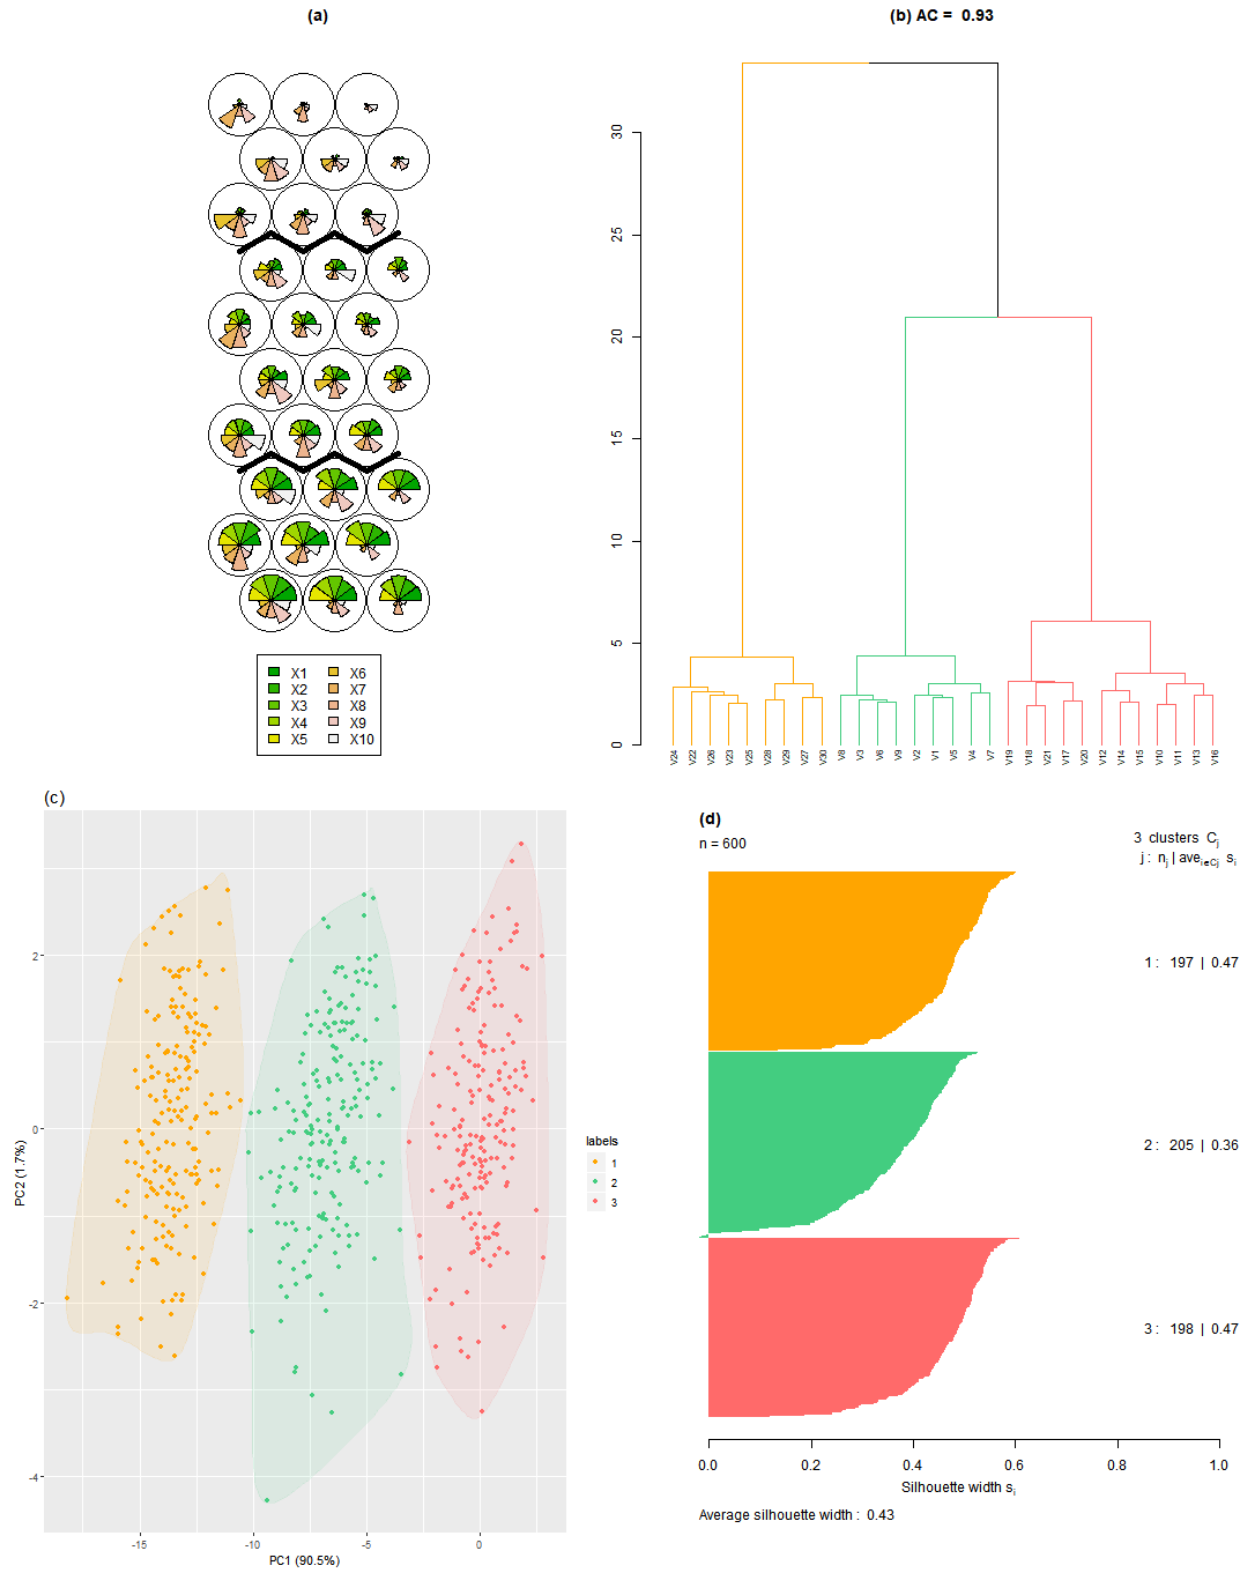 (a)
X1 X6
X2 X7
X3 X8
X4 X9
X5 X10
(b) AC = 0.93
30
25
20
15
10
5
0
V24 V22 V26 V23 V25 V28 V29 V27 V30 V8 V3 V6 V9 V2 V1 V5 V4 V7 V19 V18 V21 V17 V20 V12 V14 V15 V10 V11 V13 V16
(c)
2
0
-2
-4
PC2 (1.7%)
-15 -10 -5 0
PC1 (90.5%)
labels
1
2
3
(d)
n = 600
3 clusters Cj
j : nj | avei∈Cj si
1 : 197 | 0.47
2 : 205 | 0.36
3 : 198 | 0.47
0.0 0.2 0.4 0.6 0.8 1.0
Silhouette width si
Average silhouette width : 0.43